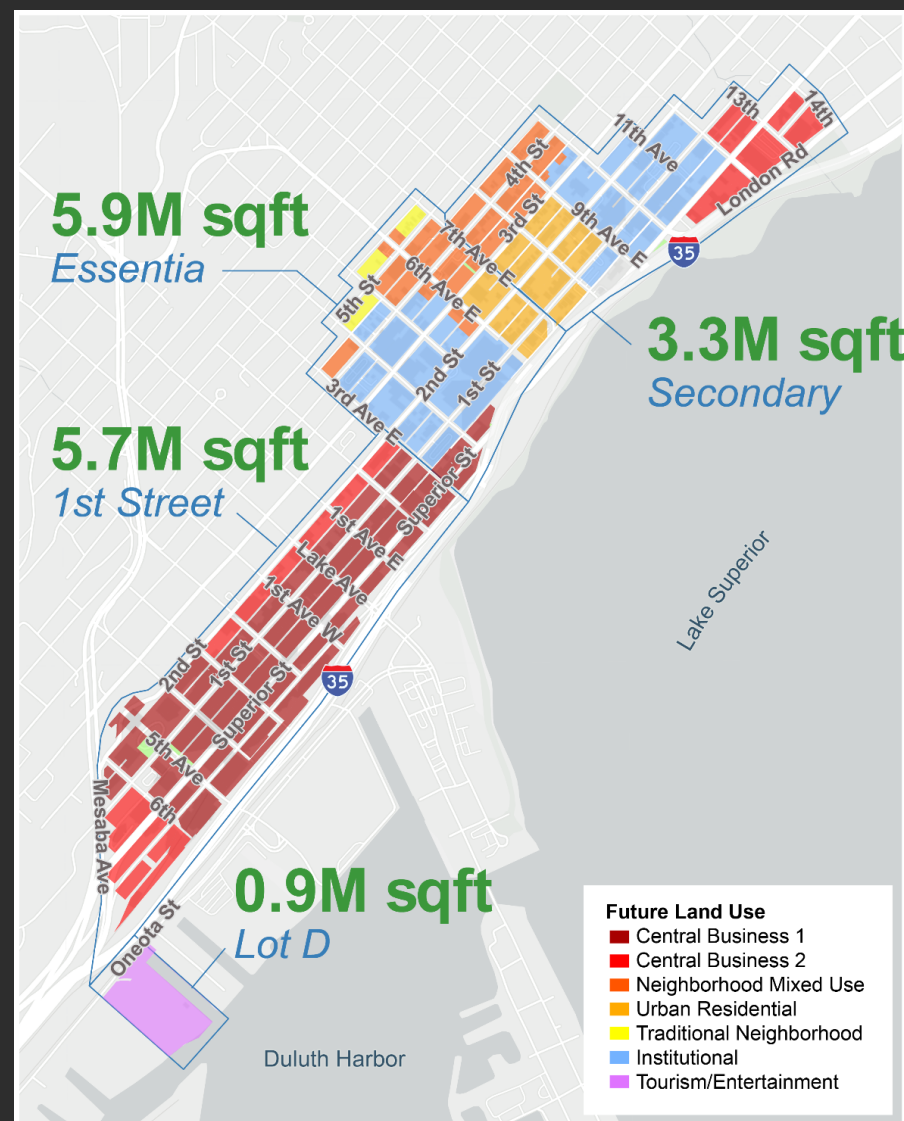 13th
14th
11th Ave
London Rd
4th St
3rd St
9th Ave E
35
5.9M sqft
Essentia
7th Ave E
6th Ave E
5th St
3.3M sqft
Secondary
2nd St
1st St
3rd Ave E
5.7M sqft
1st Street
Superior St
1st Ave E
Lake Ave
1st Ave W
Lake Superior
2nd St
1st St
35
Superior St
5th Ave
6th
Mesaba Ave
0.9M sqft
Lot D
Oneota St
Duluth Harbor
Future Land Use
Central Business 1
Central Business 2
Neighborhood Mixed Use
Urban Residential
Traditional Neighborhood
Institutional
Tourism/Entertainment